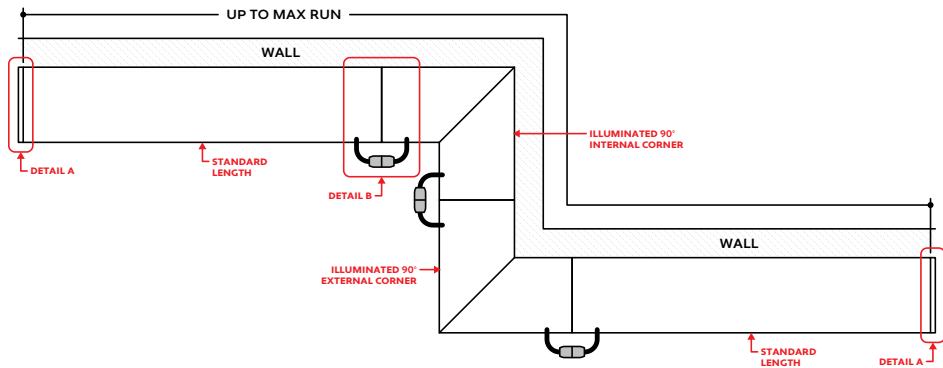 UP TO MAX RUN
WALL
ILLUMINATED 90°
INTERNAL CORNER
STANDARD
LENGTH
DETAIL A
DETAIL B
WALL
ILLUMINATED 90°
EXTERNAL CORNER
STANDARD
LENGTH
DETAIL A